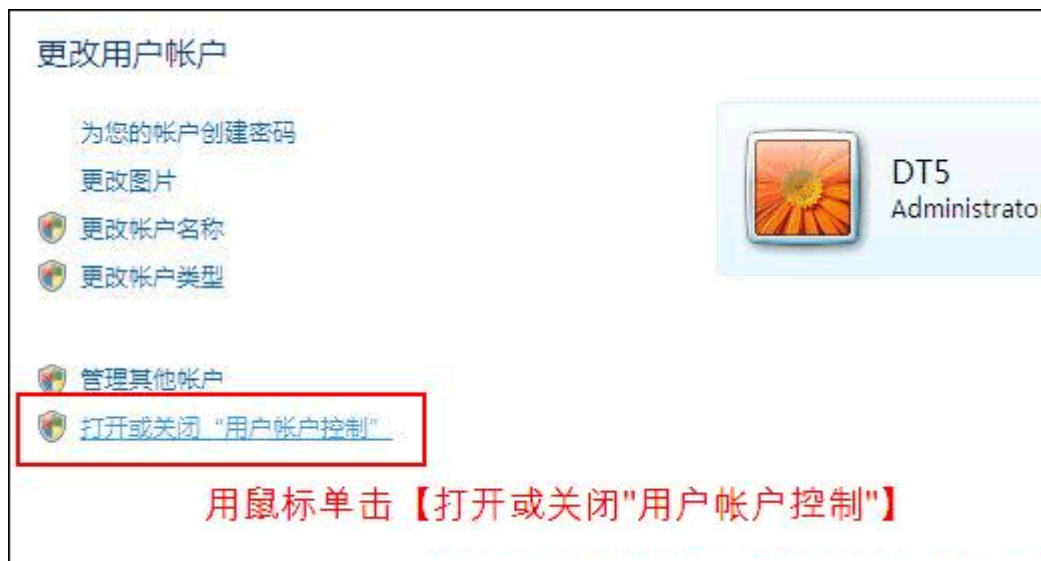 更改用户帐户
为您的帐户创建密码
更改图片
更改帐户名称
更改帐户类型
DT5
Administrato
管理其他帐户
打开或关闭“用户帐户控制”
用鼠标单击【打开或关闭"用户帐户控制"】